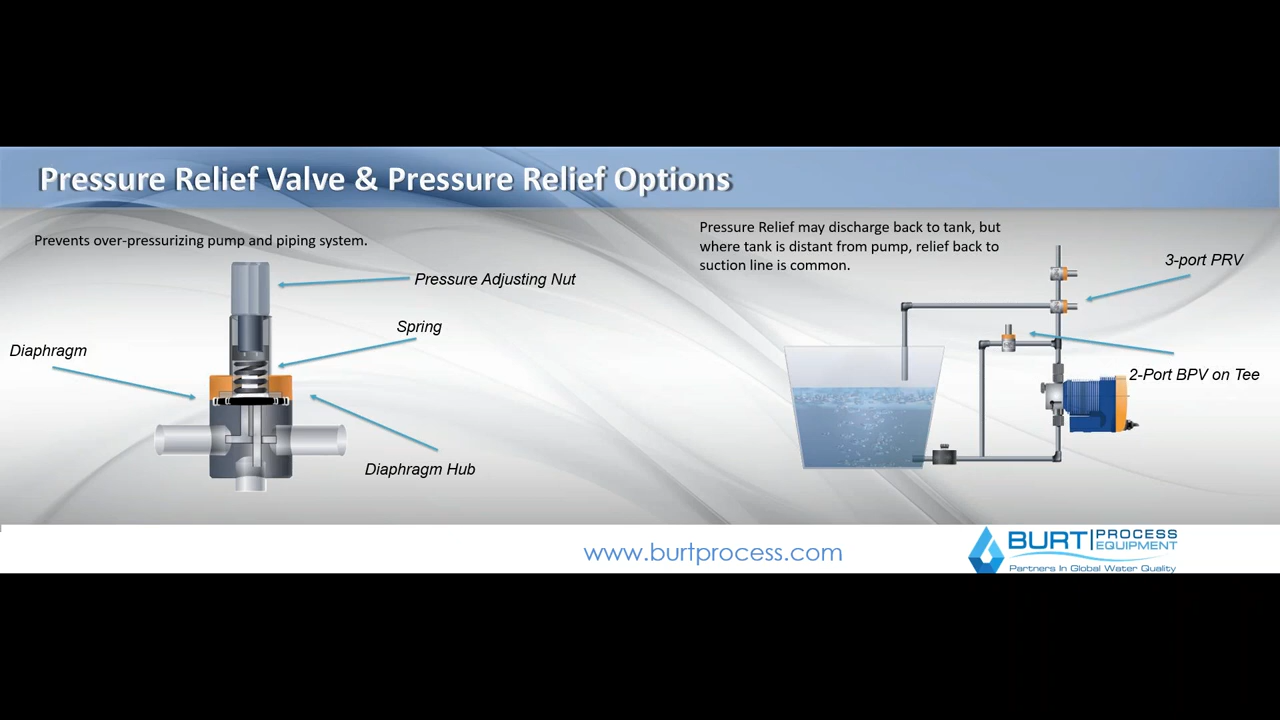 Pressure Relief Valve & Pressure Relief Options
Prevents over-pressurizing pump and piping system.
Pressure Adjusting Nut
Spring
Diaphragm
Diaphragm Hub
Pressure Relief may discharge back to tank, but
where tank is distant from pump, relief back to
suction line is common.
3-port PRV
2-Port BPV on Tee
www.burtprocess.com
BURT PROCESS
EQUIPMENT
Partners In Global Water Quality